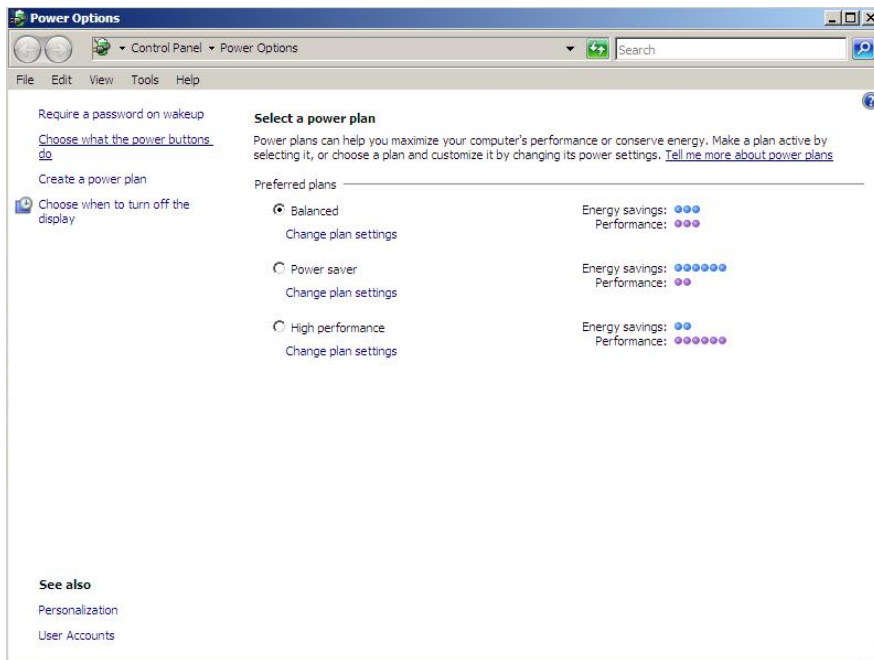 Power Options
Control Panel Power Options
Search
File Edit View Tools Help
Require a password on wakeup
Choose what the power buttons
do
Create a power plan
Choose when to turn off the
display
Select a power plan
Power plans can help you maximize your computer's performance or conserve energy. Make a plan active by
selecting it, or choose a plan and customize it by changing its power settings. Tell me more about power plans
Preferred plans
Balanced Energy savings:
Performance:
Change plan settings
Power saver Energy savings:
Performance:
Change plan settings
High performance Energy savings:
Performance:
Change plan settings
See also
Personalization
User Accounts